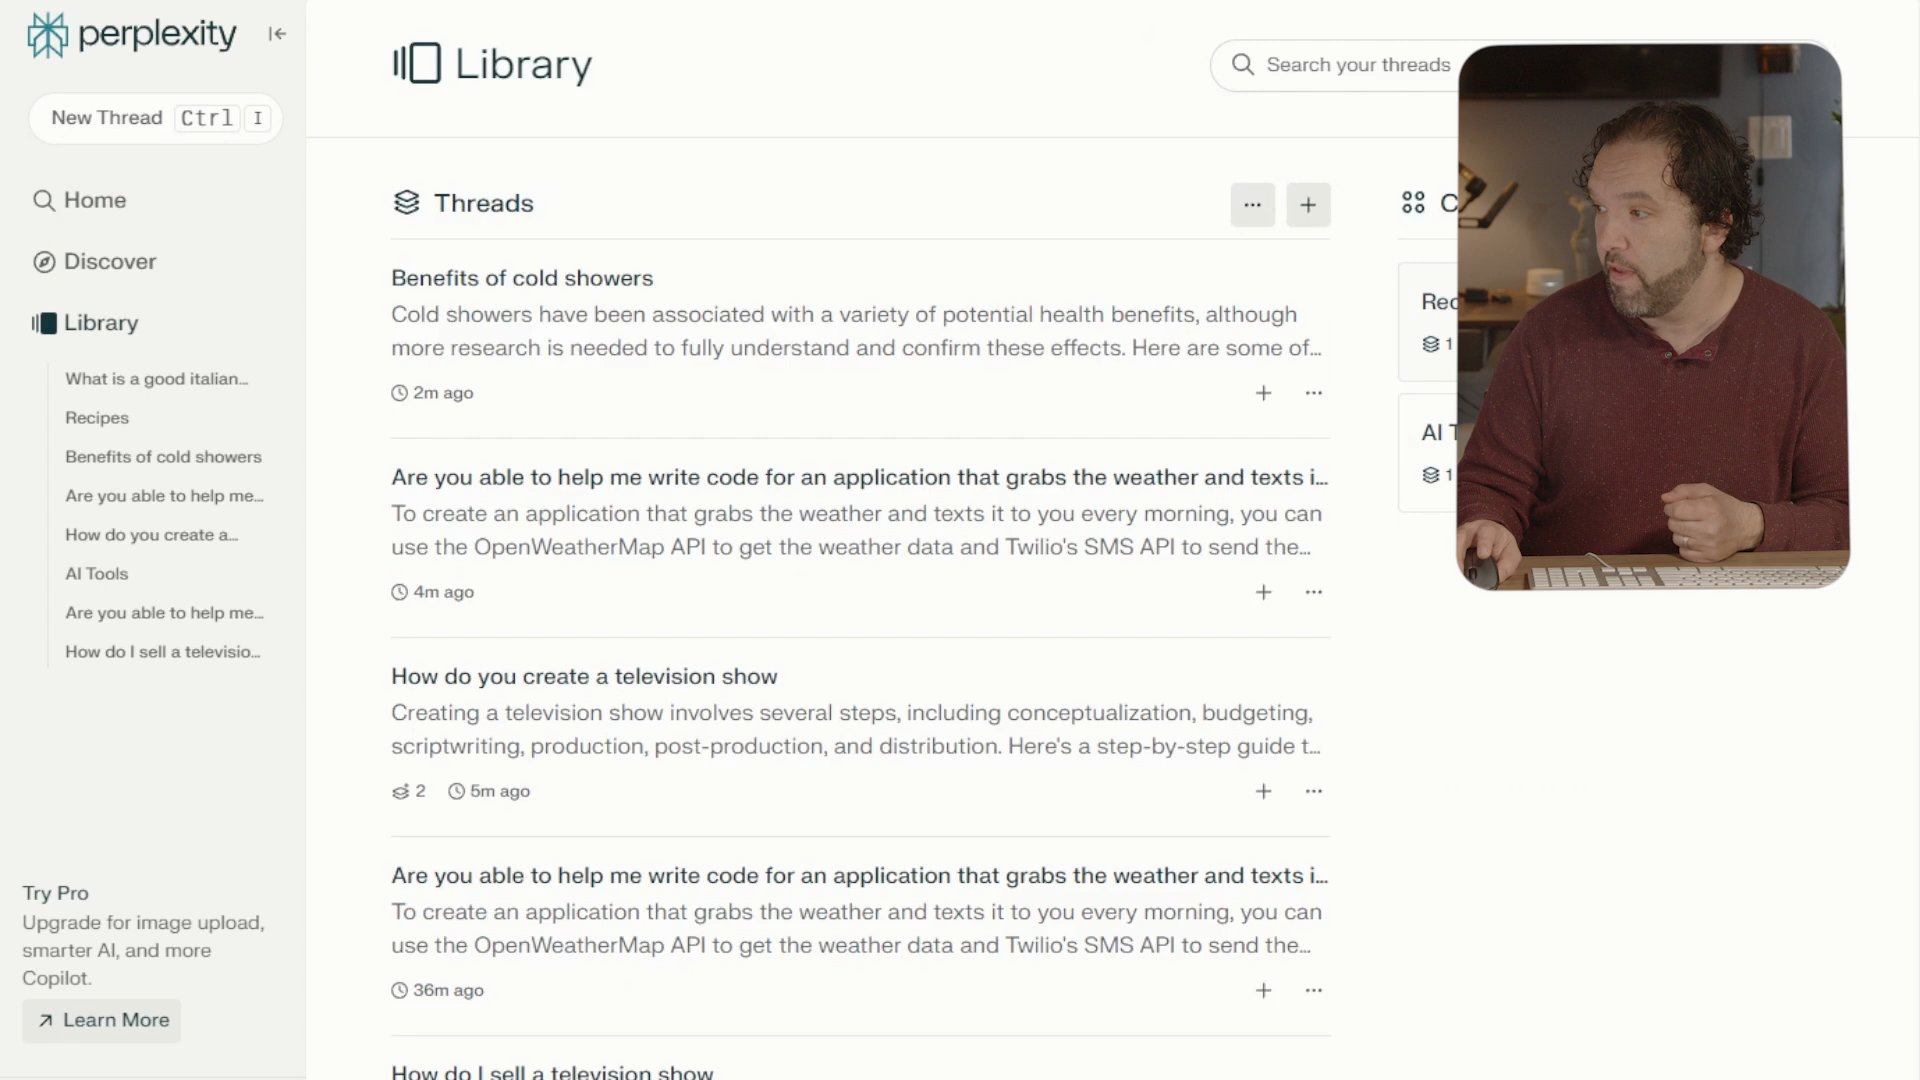 perplexity
New Thread Ctrl I
Home
Discover
Library
What is a good italian...
Recipes
Benefits of cold showers
Are you able to help me...
How do you create a...
AI Tools
Are you able to help me...
How do I sell a televisio...
Try Pro
Upgrade for image upload,
smarter AI, and more
Copilot.
Learn More
Library
Search your threads
Threads
Benefits of cold showers
Cold showers have been associated with a variety of potential health benefits, although
more research is needed to fully understand and confirm these effects. Here are some of...
2m ago
Are you able to help me write code for an application that grabs the weather and texts i...
To create an application that grabs the weather and texts it to you every morning, you can
use the OpenWeatherMap API to get the weather data and Twilio's SMS API to send the...
4m ago
How do you create a television show
Creating a television show involves several steps, including conceptualization, budgeting,
scriptwriting, production, post-production, and distribution. Here's a step-by-step guide t...
2 5m ago
Are you able to help me write code for an application that grabs the weather and texts i...
To create an application that grabs the weather and texts it to you every morning, you can
use the OpenWeatherMap API to get the weather data and Twilio's SMS API to send the...
36m ago
How do I sell a television show
C
Rec
1
AI T
1